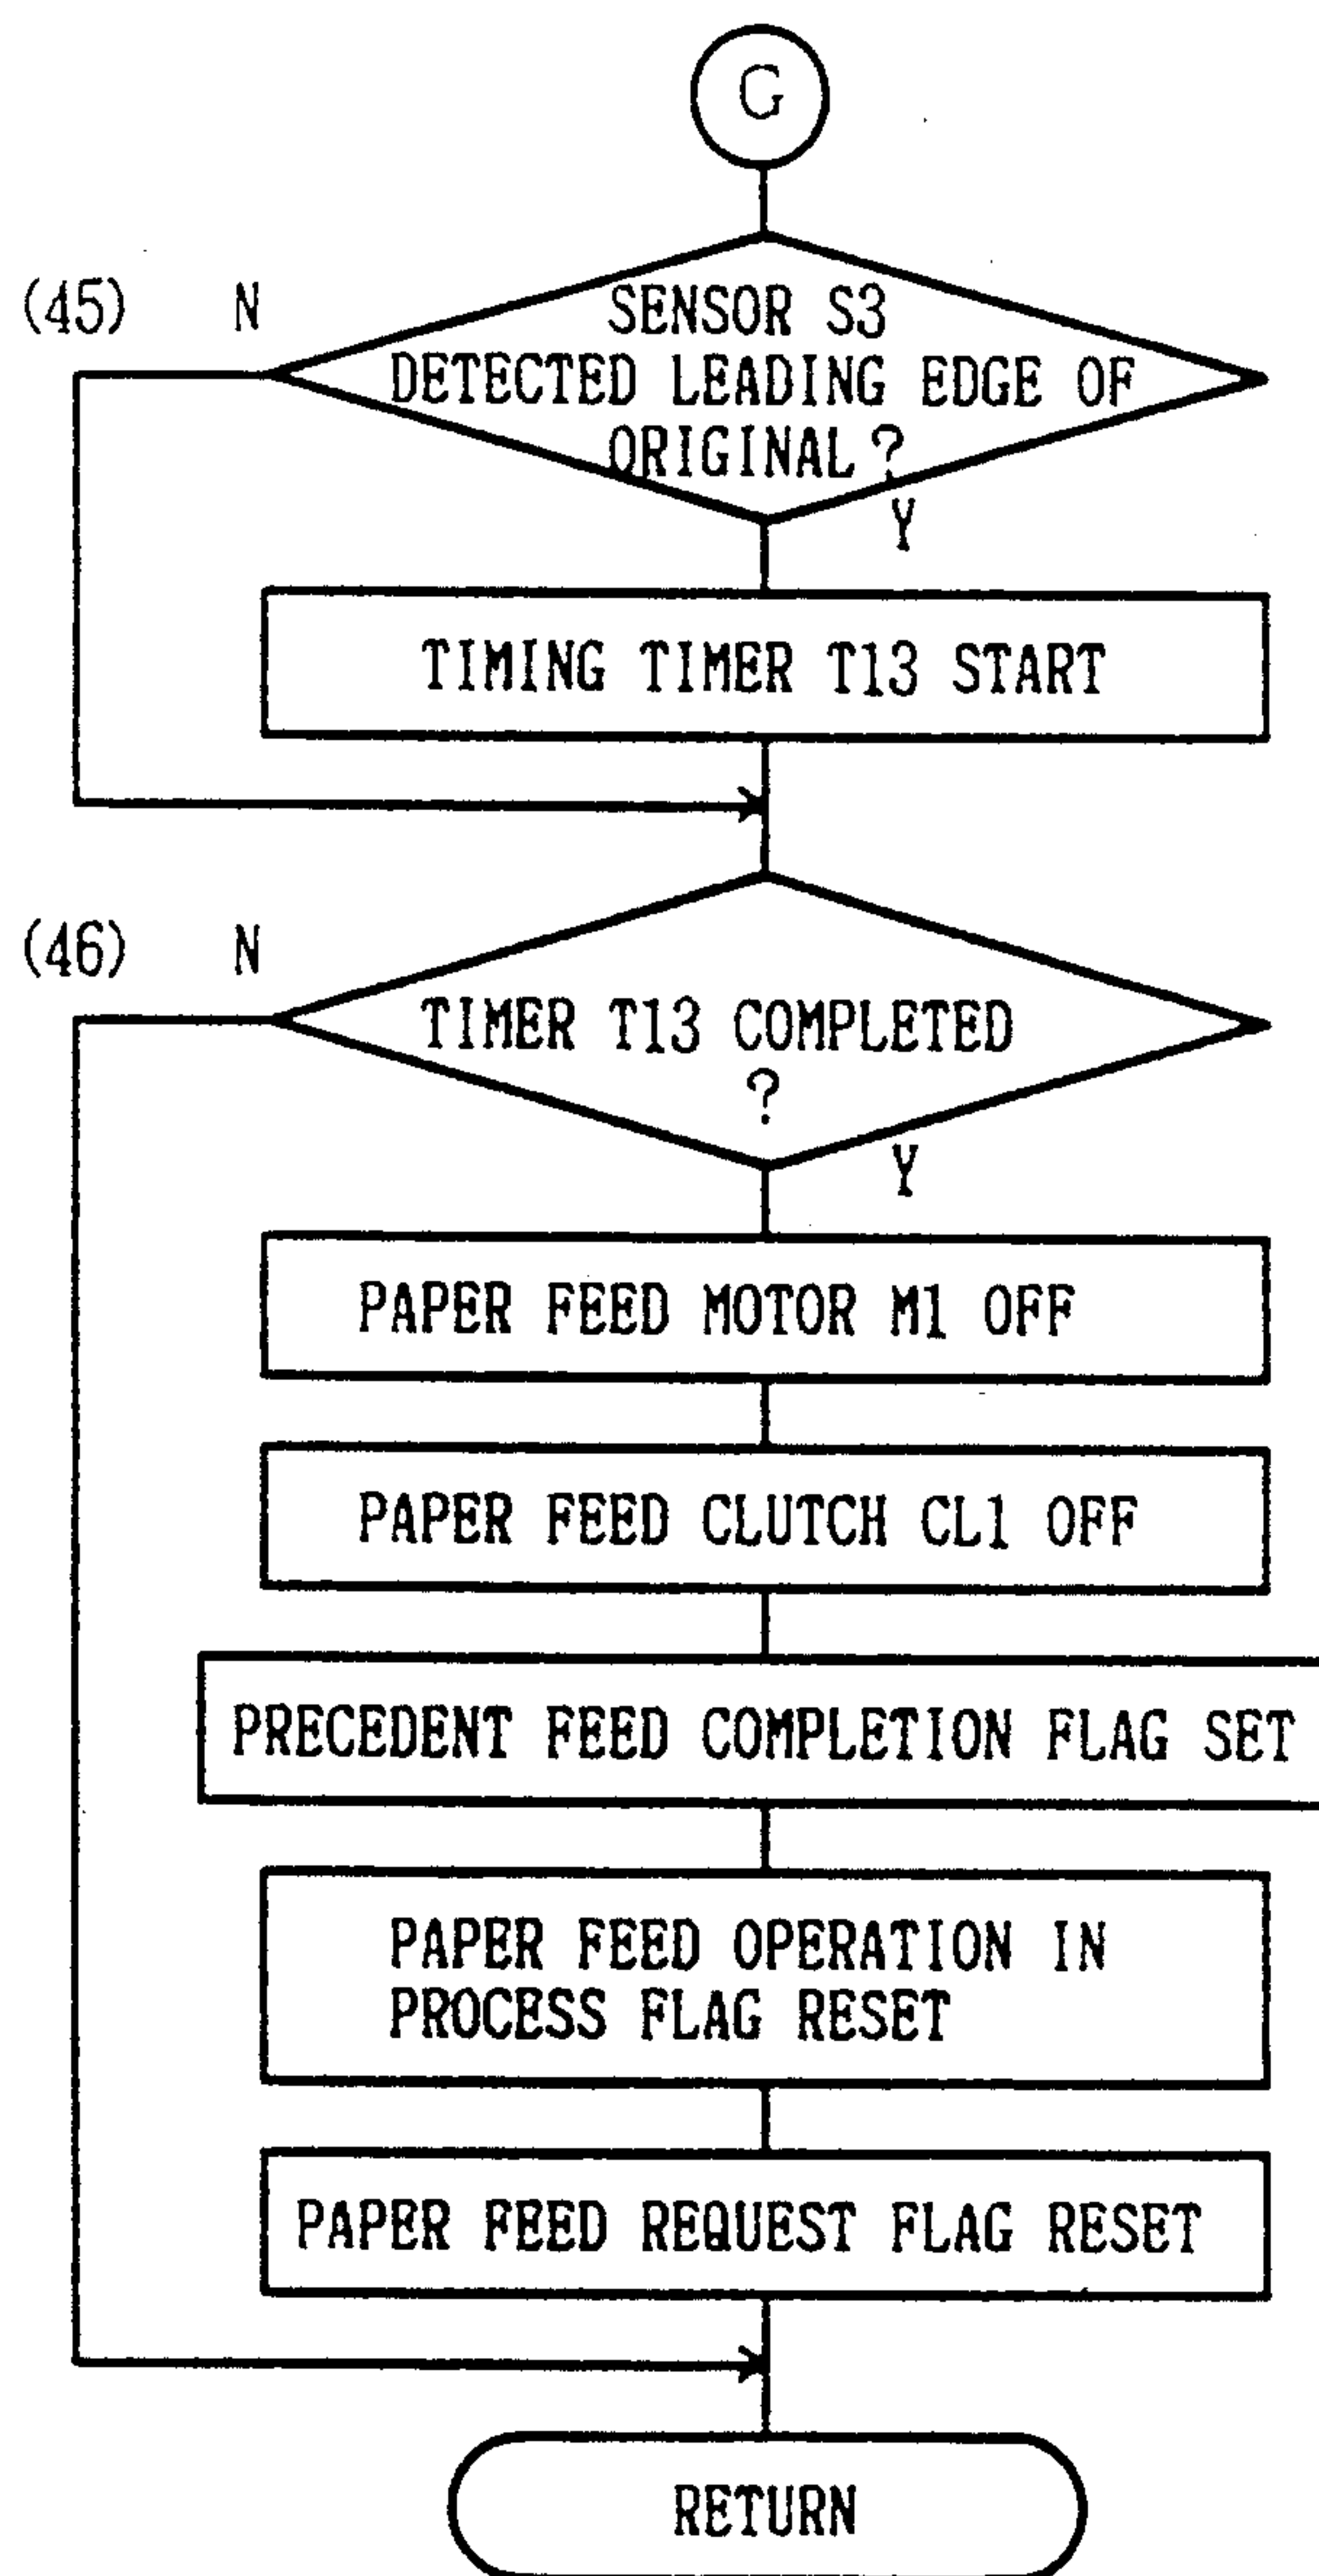 G
(45) N
SENSOR S3
DETECTED LEADING EDGE OF
ORIGINAL ?
Y
TIMING TIMER T13 START
(46) N
TIMER T13 COMPLETED
?
Y
PAPER FEED MOTOR M1 OFF
PAPER FEED CLUTCH CL1 OFF
PRECEDENT FEED COMPLETION FLAG SET
PAPER FEED OPERATION IN
PROCESS FLAG RESET
PAPER FEED REQUEST FLAG RESET
RETURN